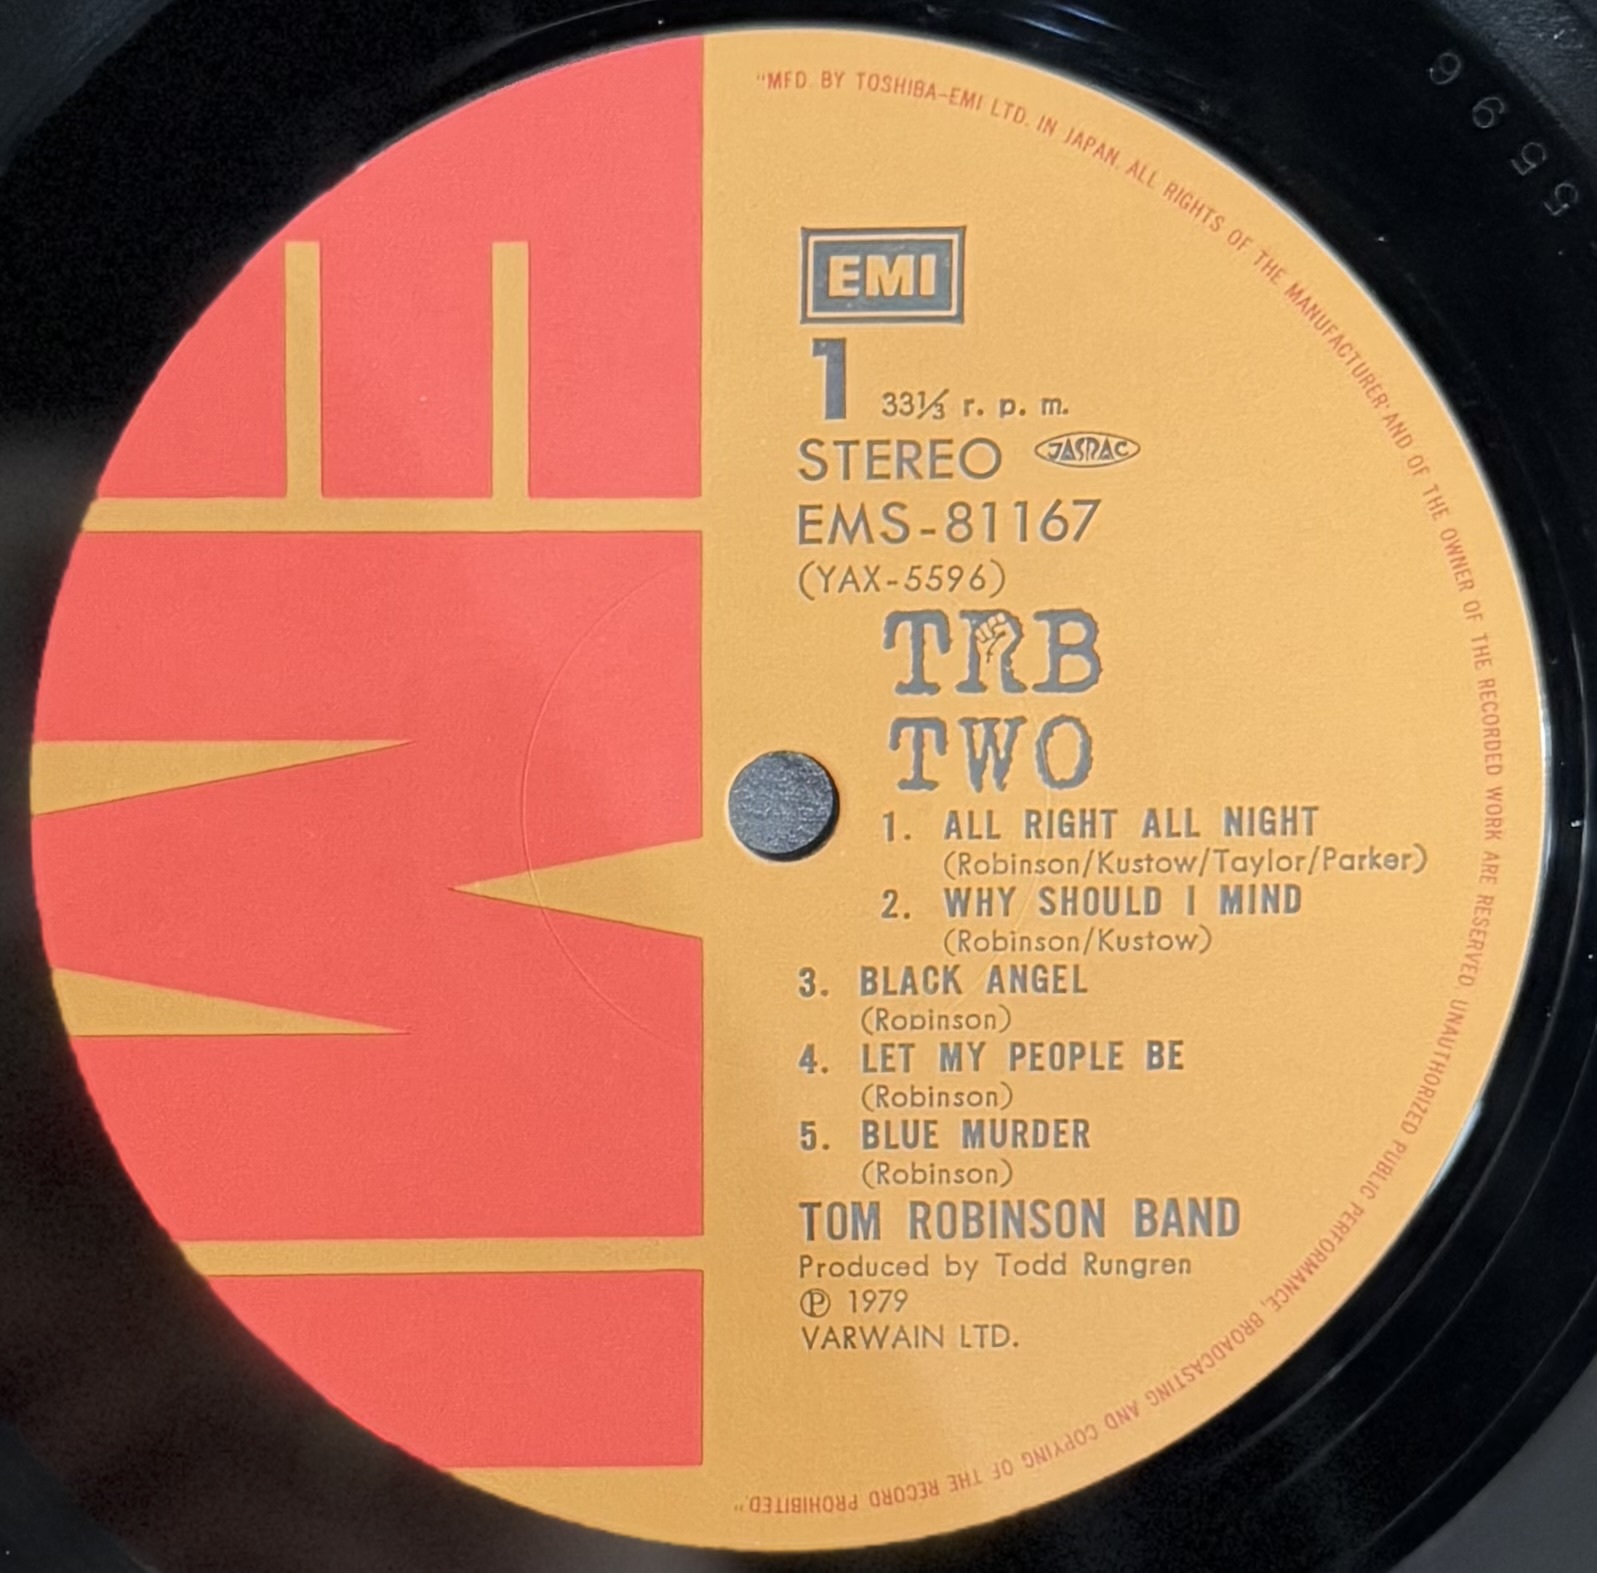 "MFD. BY TOSHIBA-EMI LTD. IN JAPAN. ALL RIGHTS OF THE MANUFACTURER' AND OF THE OWNER OF THE RECORDED WORK ARE RESERVED. UNAUTHORIZED PUBLIC PERFORMANCE, BROADCASTING AND COPYING OF THE RECORD PROHIBITED."
5596
EMI
EMI
1 33⅓ r. p. m.
STEREO JASRAC
EMS-81167
(YAX-5596)
TRB
TWO
1. ALL RIGHT ALL NIGHT
(Robinson/Kustow/Taylor/Parker)
2. WHY SHOULD I MIND
(Robinson/Kustow)
3. BLACK ANGEL
(Robinson)
4. LET MY PEOPLE BE
(Robinson)
5. BLUE MURDER
(Robinson)
TOM ROBINSON BAND
Produced by Todd Rungren
℗ 1979
VARWAIN LTD.